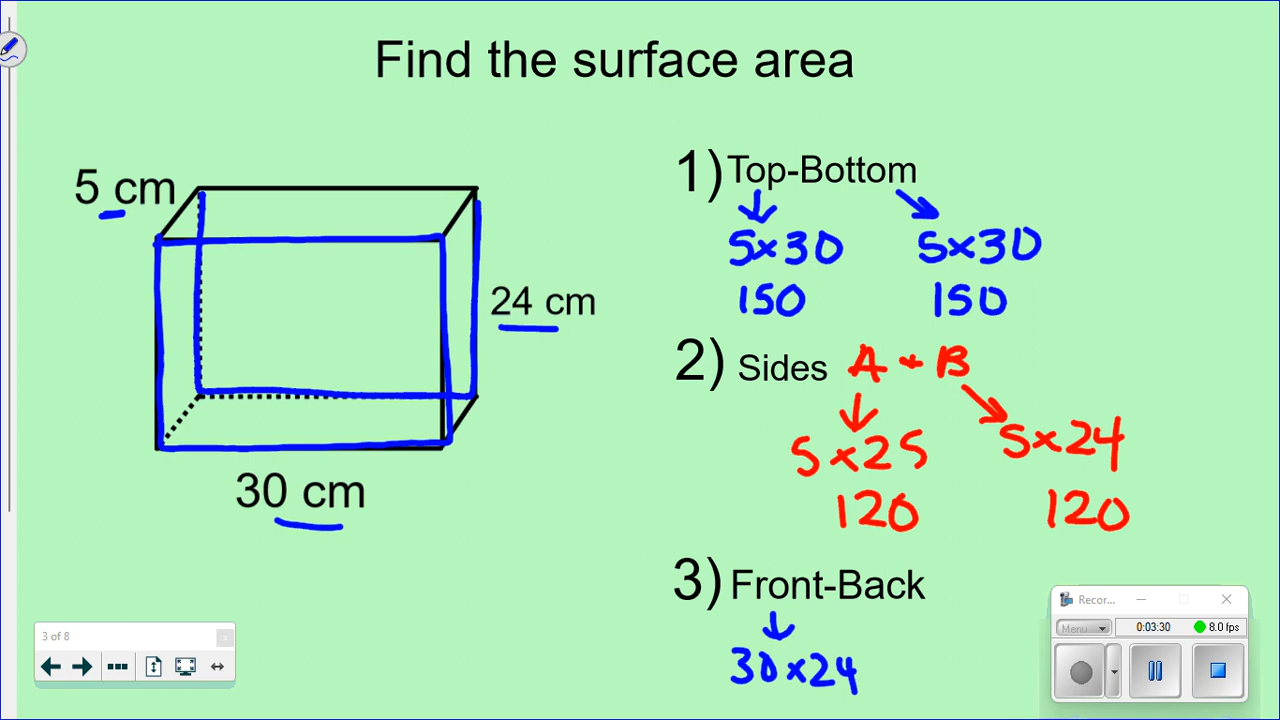 Find the surface area
5 cm
24 cm
30 cm
1) Top-Bottom
5x30 5x30
150 150
2) Sides A + B
5x25 5x24
120 120
3) Front-Back
30x24
3 of 8
Recor...
Menu
0:03:30 8.0 fps